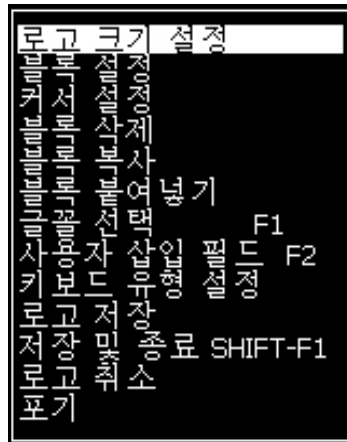 로고 크기 설정
블록 설정
커서 설정
블록 삭제
블록 복사
블록 붙여넣기
글꼴 선택 F1
사용자 삽입 필드 F2
키보드 유형 설정
로고 저장
저장 및 종료 SHIFT-F1
로고 취소
포기